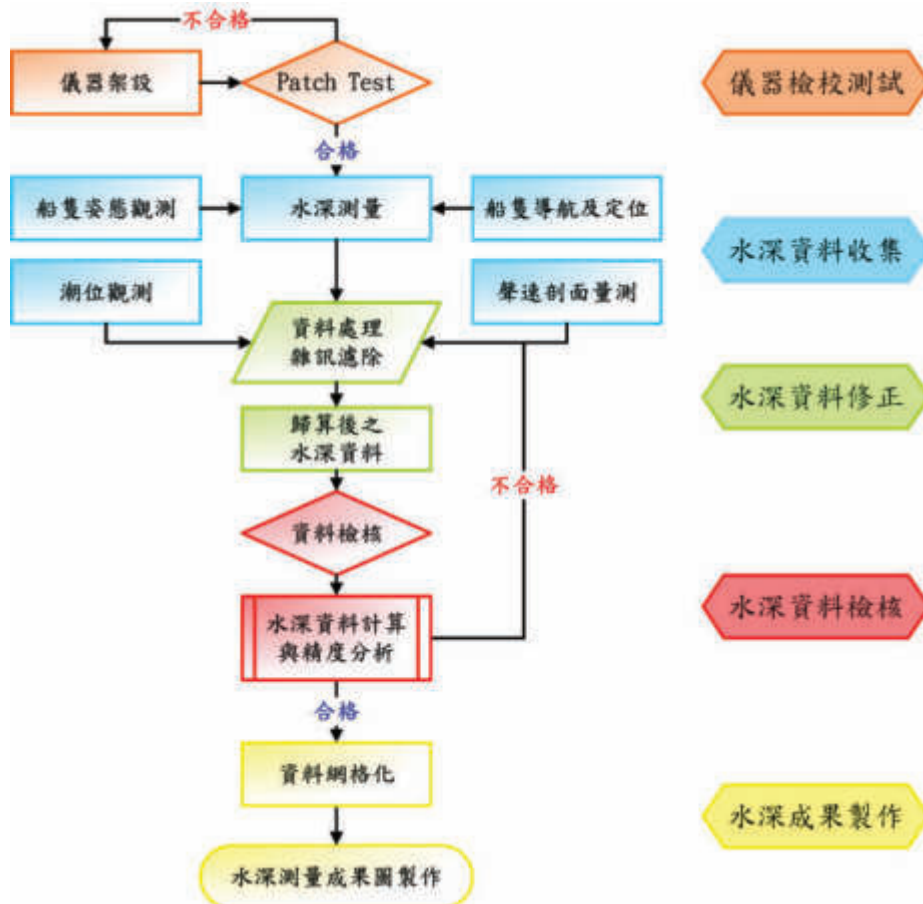 不合格
儀器架設
Patch Test
儀器檢校測試
合格
船隻姿態觀測
水深測量
船隻導航及定位
水深資料收集
潮位觀測
聲速剖面量測
資料處理
雜訊濾除
水深資料修正
歸算後之
水深資料
不合格
資料檢核
水深資料檢核
水深資料計算
與精度分析
合格
資料網格化
水深成果製作
水深測量成果圖製作